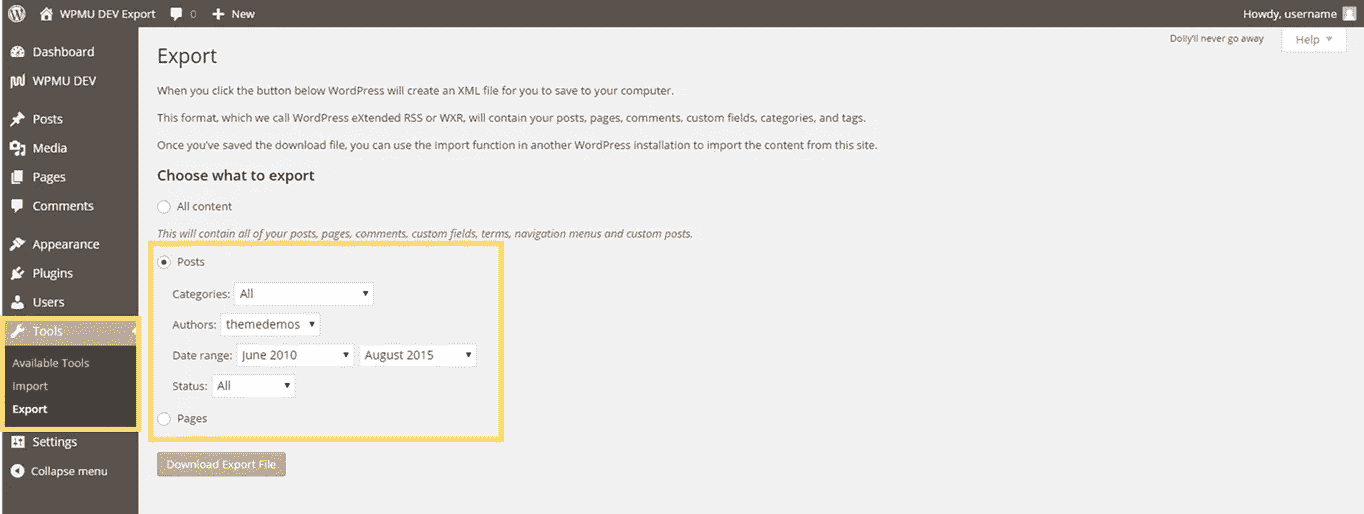 WPMU DEV Export 0 New Howdy, username
Dolly'll never go away Help
Dashboard
WPMU DEV
Posts
Media
Pages
Comments
Appearance
Plugins
Users
Tools
Available Tools
Import
Export
Settings
Collapse menu
Export
When you click the button below WordPress will create an XML file for you to save to your computer.
This format, which we call WordPress eXtended RSS or WXR, will contain your posts, pages, comments, custom fields, categories, and tags.
Once you've saved the download file, you can use the Import function in another WordPress installation to import the content from this site.
Choose what to export
All content
This will contain all of your posts, pages, comments, custom fields, terms, navigation menus and custom posts.
Posts
Categories: All
Authors: themedemos
Date range: June 2010 August 2015
Status: All
Pages
Download Export File